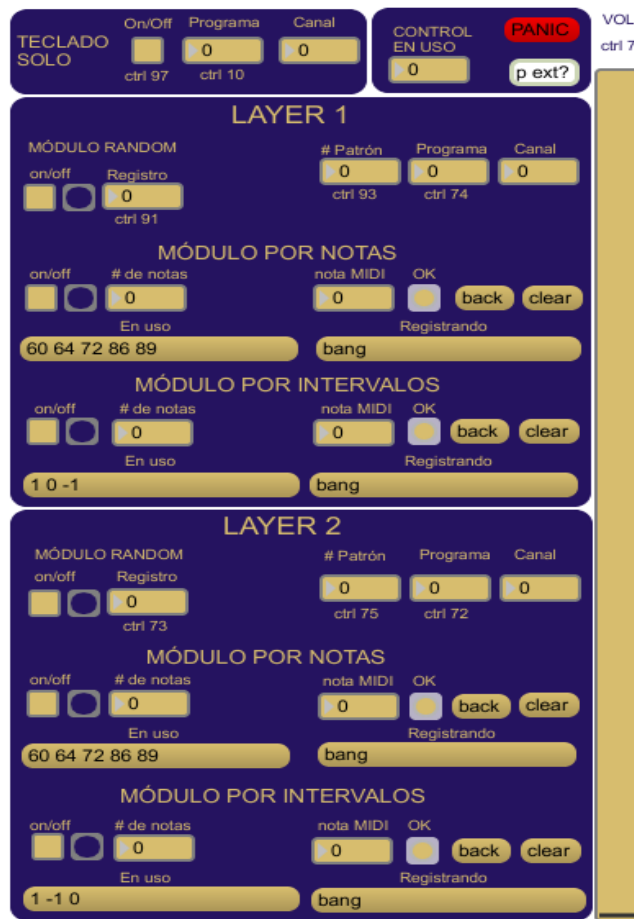 TECLADO SOLO
On/Off Programa Canal
0 0
ctrl 97 ctrl 10
CONTROL EN USO
0
PANIC
p ext?
VOL
ctrl 7
LAYER 1
MÓDULO RANDOM
on/off Registro
0
ctrl 91
# Patrón Programa Canal
0 0 0
ctrl 93 ctrl 74
MÓDULO POR NOTAS
on/off # de notas nota MIDI OK
0 0 back clear
En uso Registrando
60 64 72 86 89 bang
MÓDULO POR INTERVALOS
on/off # de notas nota MIDI OK
0 0 back clear
En uso Registrando
1 0 -1 bang
LAYER 2
MÓDULO RANDOM
on/off Registro
0
ctrl 73
# Patrón Programa Canal
0 0 0
ctrl 75 ctrl 72
MÓDULO POR NOTAS
on/off # de notas nota MIDI OK
0 0 back clear
En uso Registrando
60 64 72 86 89 bang
MÓDULO POR INTERVALOS
on/off # de notas nota MIDI OK
0 0 back clear
En uso Registrando
1 -1 0 bang